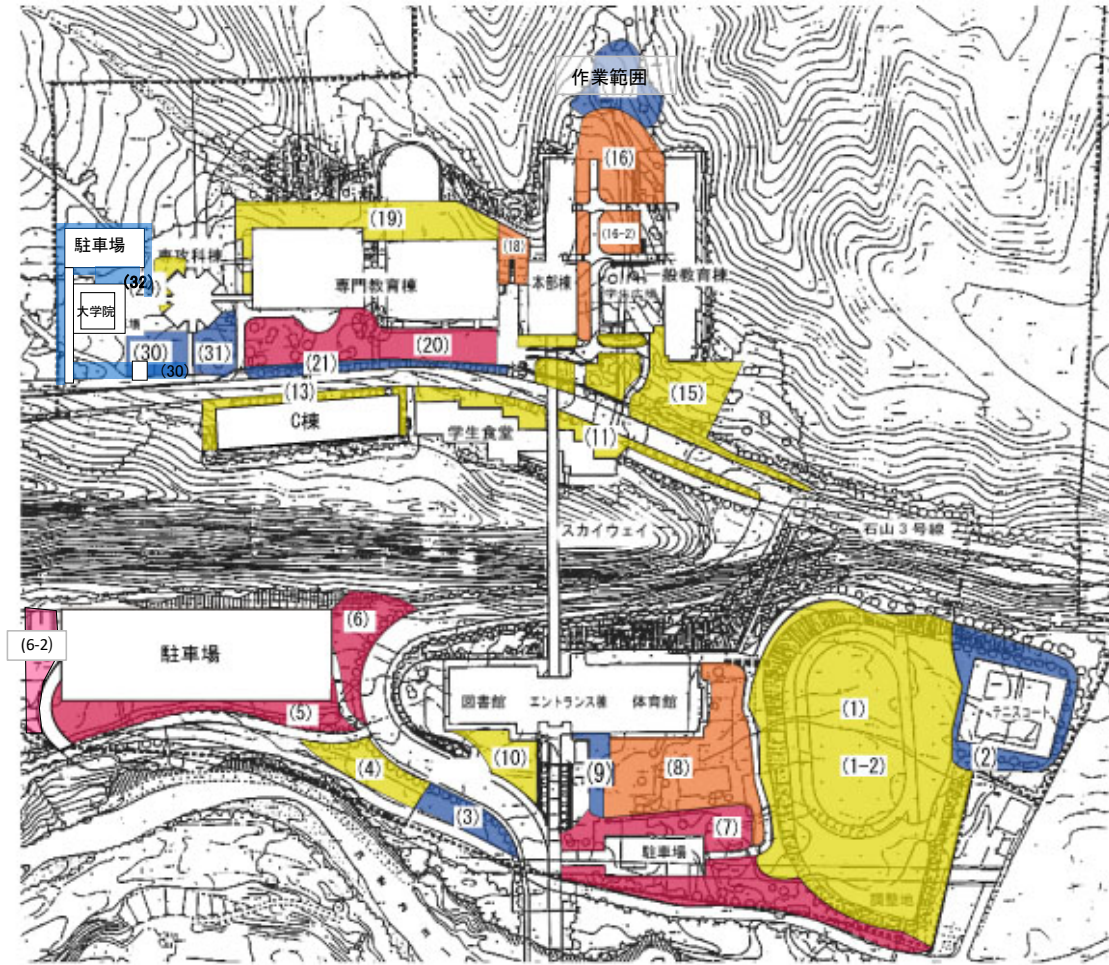 作業範囲
(16)
(19)
(16-2)
(18)
駐車場
専攻科棟
本部棟
一般教育棟
専門教育棟
(32)
学生広場
大学院
(30)
(31)
(20)
(21)
(30)
(13)
(15)
C棟
学生食堂
(11)
スカイウェイ
石山3号線
(6)
(6-2)
駐車場
(1)
図書館
エントランス棟
体育館
テニスコート
(5)
(2)
(10)
(4)
(9)
(8)
(1-2)
(3)
(7)
駐車場
調整地